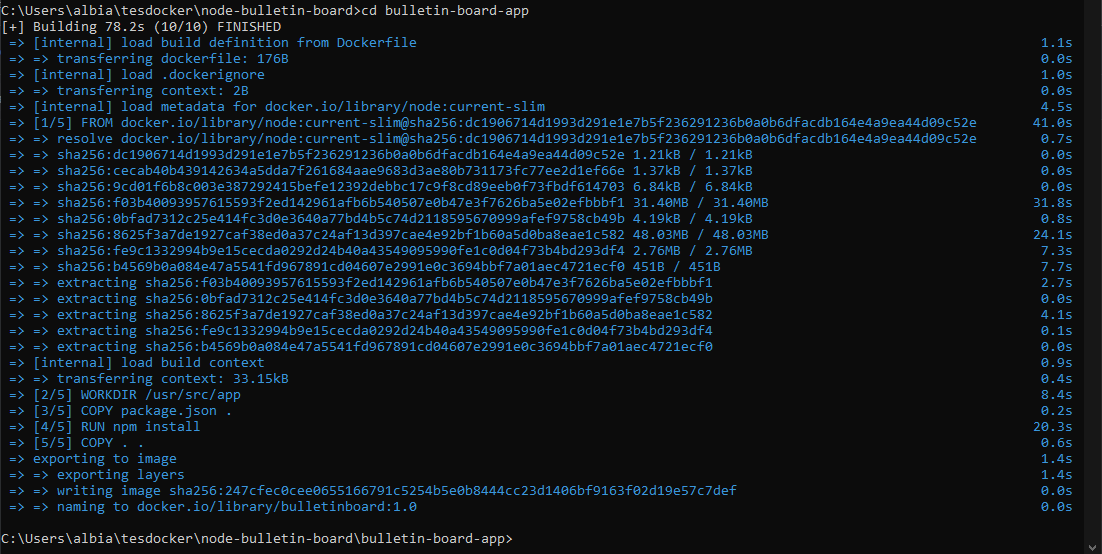 C:\Users\albia\tesdocker\node-bulletin-board>cd bulletin-board-app
[+] Building 78.2s (10/10) FINISHED
=> [internal] load build definition from Dockerfile 1.1s
=> => transferring dockerfile: 176B 0.0s
=> [internal] load .dockerignore 1.0s
=> => transferring context: 2B 0.0s
=> [internal] load metadata for docker.io/library/node:current-slim 4.5s
=> [1/5] FROM docker.io/library/node:current-slim@sha256:dc1906714d1993d291e1e7b5f236291236b0a0b6dfacdb164e4a9ea44d09c52e 41.0s
=> => resolve docker.io/library/node:current-slim@sha256:dc1906714d1993d291e1e7b5f236291236b0a0b6dfacdb164e4a9ea44d09c52e 0.7s
=> => sha256:dc1906714d1993d291e1e7b5f236291236b0a0b6dfacdb164e4a9ea44d09c52e 1.21kB / 1.21kB 0.0s
=> => sha256:cecab40b439142634a5dda7f261684aae9683d3ae80b731173fc77ee2d1ef66e 1.37kB / 1.37kB 0.0s
=> => sha256:9cd01f6b8c003e387292415befe12392debbc17c9f8cd89eeb0f73fbdf614703 6.84kB / 6.84kB 0.0s
=> => sha256:f03b40093957615593f2ed142961afb6b540507e0b47e3f7626ba5e02efbbbf1 31.40MB / 31.40MB 31.8s
=> => sha256:0bfad7312c25e414fc3d0e3640a77bd4b5c74d2118595670999afef9758cb49b 4.19kB / 4.19kB 0.8s
=> => sha256:8625f3a7de1927caf38ed0a37c24af13d397cae4e92bf1b60a5d0ba8eae1c582 48.03MB / 48.03MB 24.1s
=> => sha256:fe9c1332994b9e15cecda0292d24b40a43549095990fe1c0d04f73b4bd293df4 2.76MB / 2.76MB 7.3s
=> => sha256:b4569b0a084e47a5541fd967891cd04607e2991e0c3694bbf7a01aec4721ecf0 451B / 451B 7.7s
=> => extracting sha256:f03b40093957615593f2ed142961afb6b540507e0b47e3f7626ba5e02efbbbf1 2.7s
=> => extracting sha256:0bfad7312c25e414fc3d0e3640a77bd4b5c74d2118595670999afef9758cb49b 0.0s
=> => extracting sha256:8625f3a7de1927caf38ed0a37c24af13d397cae4e92bf1b60a5d0ba8eae1c582 4.1s
=> => extracting sha256:fe9c1332994b9e15cecda0292d24b40a43549095990fe1c0d04f73b4bd293df4 0.1s
=> => extracting sha256:b4569b0a084e47a5541fd967891cd04607e2991e0c3694bbf7a01aec4721ecf0 0.0s
=> [internal] load build context 0.9s
=> => transferring context: 33.15kB 0.4s
=> [2/5] WORKDIR /usr/src/app 8.4s
=> [3/5] COPY package.json . 0.2s
=> [4/5] RUN npm install 20.3s
=> [5/5] COPY . . 0.6s
=> exporting to image 1.4s
=> => exporting layers 1.4s
=> => writing image sha256:247cfec0cee0655166791c5254b5e0b8444cc23d1406bf9163f02d19e57c7def 0.0s
=> => naming to docker.io/library/bulletinboard:1.0 0.0s
C:\Users\albia\tesdocker\node-bulletin-board\bulletin-board-app>